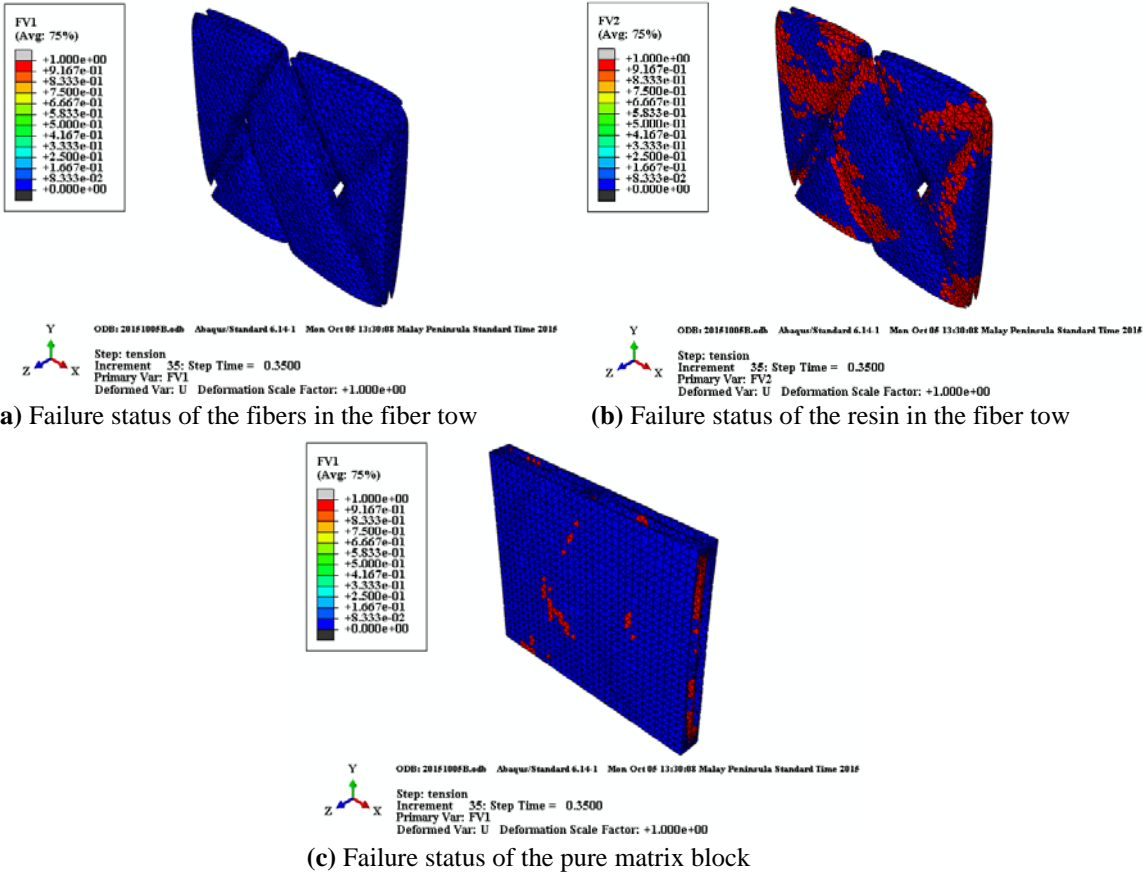 FV1
(Avg: 75%)
+1.000e+00
+9.167e-01
+8.333e-01
+7.500e-01
+6.667e-01
+5.833e-01
+5.000e-01
+4.167e-01
+3.333e-01
+2.500e-01
+1.667e-01
+8.333e-02
+0.000e+00
Y
Z X
ODB: 20151005B.odb Abaqus/Standard 6.14-1 Mon Oct 05 13:30:08 Malay Peninsula Standard Time 2015
Step: tension
Increment 35: Step Time = 0.3500
Primary Var: FV1
Deformed Var: U Deformation Scale Factor: +1.000e+00
a) Failure status of the fibers in the fiber tow
FV2
(Avg: 75%)
+1.000e+00
+9.167e-01
+8.333e-01
+7.500e-01
+6.667e-01
+5.833e-01
+5.000e-01
+4.167e-01
+3.333e-01
+2.500e-01
+1.667e-01
+8.333e-02
+0.000e+00
Y
Z X
ODB: 20151005B.odb Abaqus/Standard 6.14-1 Mon Oct 05 13:30:08 Malay Peninsula Standard Time 2015
Step: tension
Increment 35: Step Time = 0.3500
Primary Var: FV2
Deformed Var: U Deformation Scale Factor: +1.000e+00
(b) Failure status of the resin in the fiber tow
FV1
(Avg: 75%)
+1.000e+00
+9.167e-01
+8.333e-01
+7.500e-01
+6.667e-01
+5.833e-01
+5.000e-01
+4.167e-01
+3.333e-01
+2.500e-01
+1.667e-01
+8.333e-02
+0.000e+00
Y
Z X
ODB: 20151005B.odb Abaqus/Standard 6.14-1 Mon Oct 05 13:30:08 Malay Peninsula Standard Time 2015
Step: tension
Increment 35: Step Time = 0.3500
Primary Var: FV1
Deformed Var: U Deformation Scale Factor: +1.000e+00
(c) Failure status of the pure matrix block